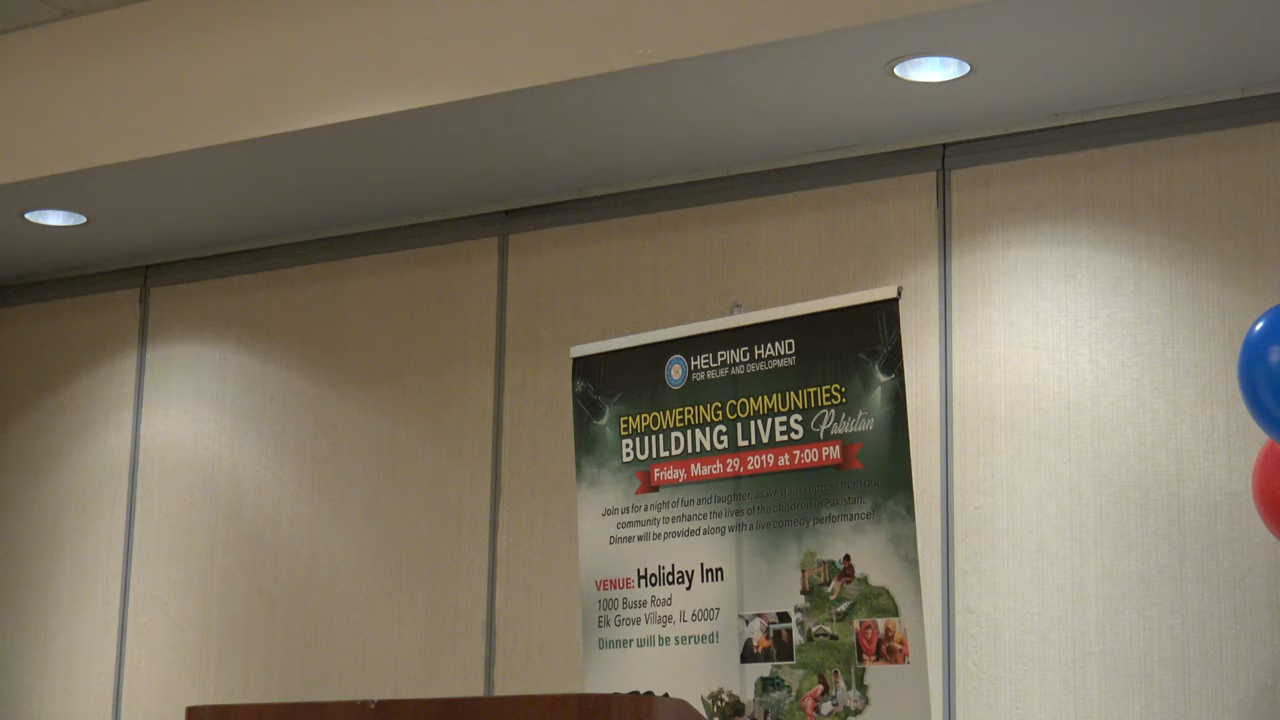 HELPING HAND
FOR RELIEF AND DEVELOPMENT
EMPOWERING COMMUNITIES:
BUILDING LIVES Pakistan
Friday, March 29, 2019 at 7:00 PM
Join us for a night of fun and laughter, as we gain support from our
community to enhance the lives of the children in Pakistan.
Dinner will be provided along with a live comedy performance!
VENUE: Holiday Inn
1000 Busse Road
Elk Grove Village, IL 60007
Dinner will be served!